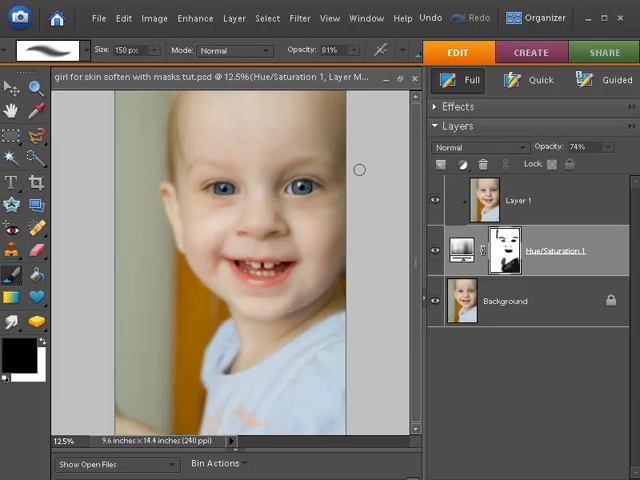 File Edit Image Enhance Layer Select Filter View Window Help Undo Redo Organizer
Size: 150 px Mode: Normal Opacity: 81%
EDIT CREATE SHARE
girl for skin soften with masks tut.psd @ 12.5%(Hue/Saturation 1, Layer M...
Full Quick Guided
Effects
Layers
Normal Opacity: 74%
Lock:
Layer 1
Hue/Saturation 1
Background
12.5% 9.6 inches x 14.4 inches (240 ppi)
Show Open Files Bin Actions